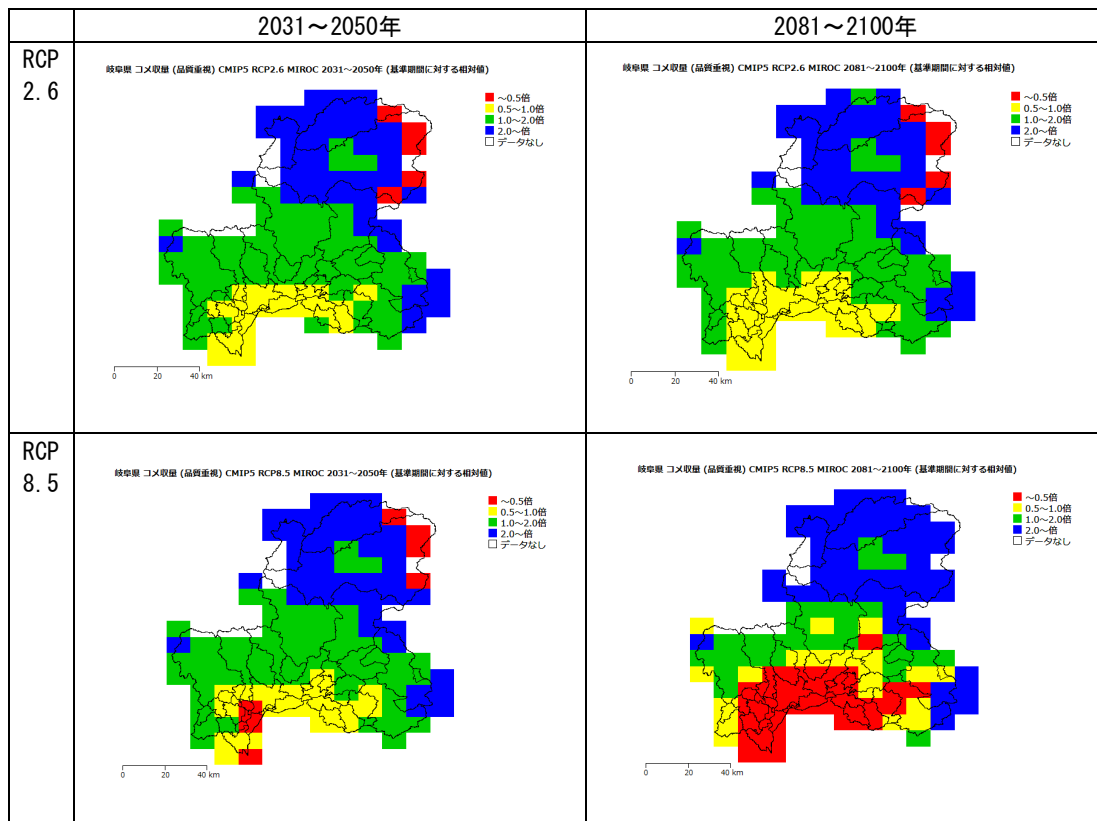 2031～2050年
2081～2100年
RCP
2.6
岐阜県 コメ収量 (品質重視) CMIP5 RCP2.6 MIROC 2031～2050年 (基準期間に対する相対値)
～0.5倍
0.5～1.0倍
1.0～2.0倍
2.0～倍
データなし
0 20 40 km
岐阜県 コメ収量 (品質重視) CMIP5 RCP2.6 MIROC 2081～2100年 (基準期間に対する相対値)
～0.5倍
0.5～1.0倍
1.0～2.0倍
2.0～倍
データなし
0 20 40 km
RCP
8.5
岐阜県 コメ収量 (品質重視) CMIP5 RCP8.5 MIROC 2031～2050年 (基準期間に対する相対値)
～0.5倍
0.5～1.0倍
1.0～2.0倍
2.0～倍
データなし
0 20 40 km
岐阜県 コメ収量 (品質重視) CMIP5 RCP8.5 MIROC 2081～2100年 (基準期間に対する相対値)
～0.5倍
0.5～1.0倍
1.0～2.0倍
2.0～倍
データなし
0 20 40 km